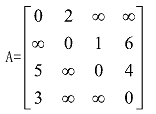 A=
0 2 ∞ ∞
∞ 0 1 6
5 ∞ 0 4
3 ∞ ∞ 0